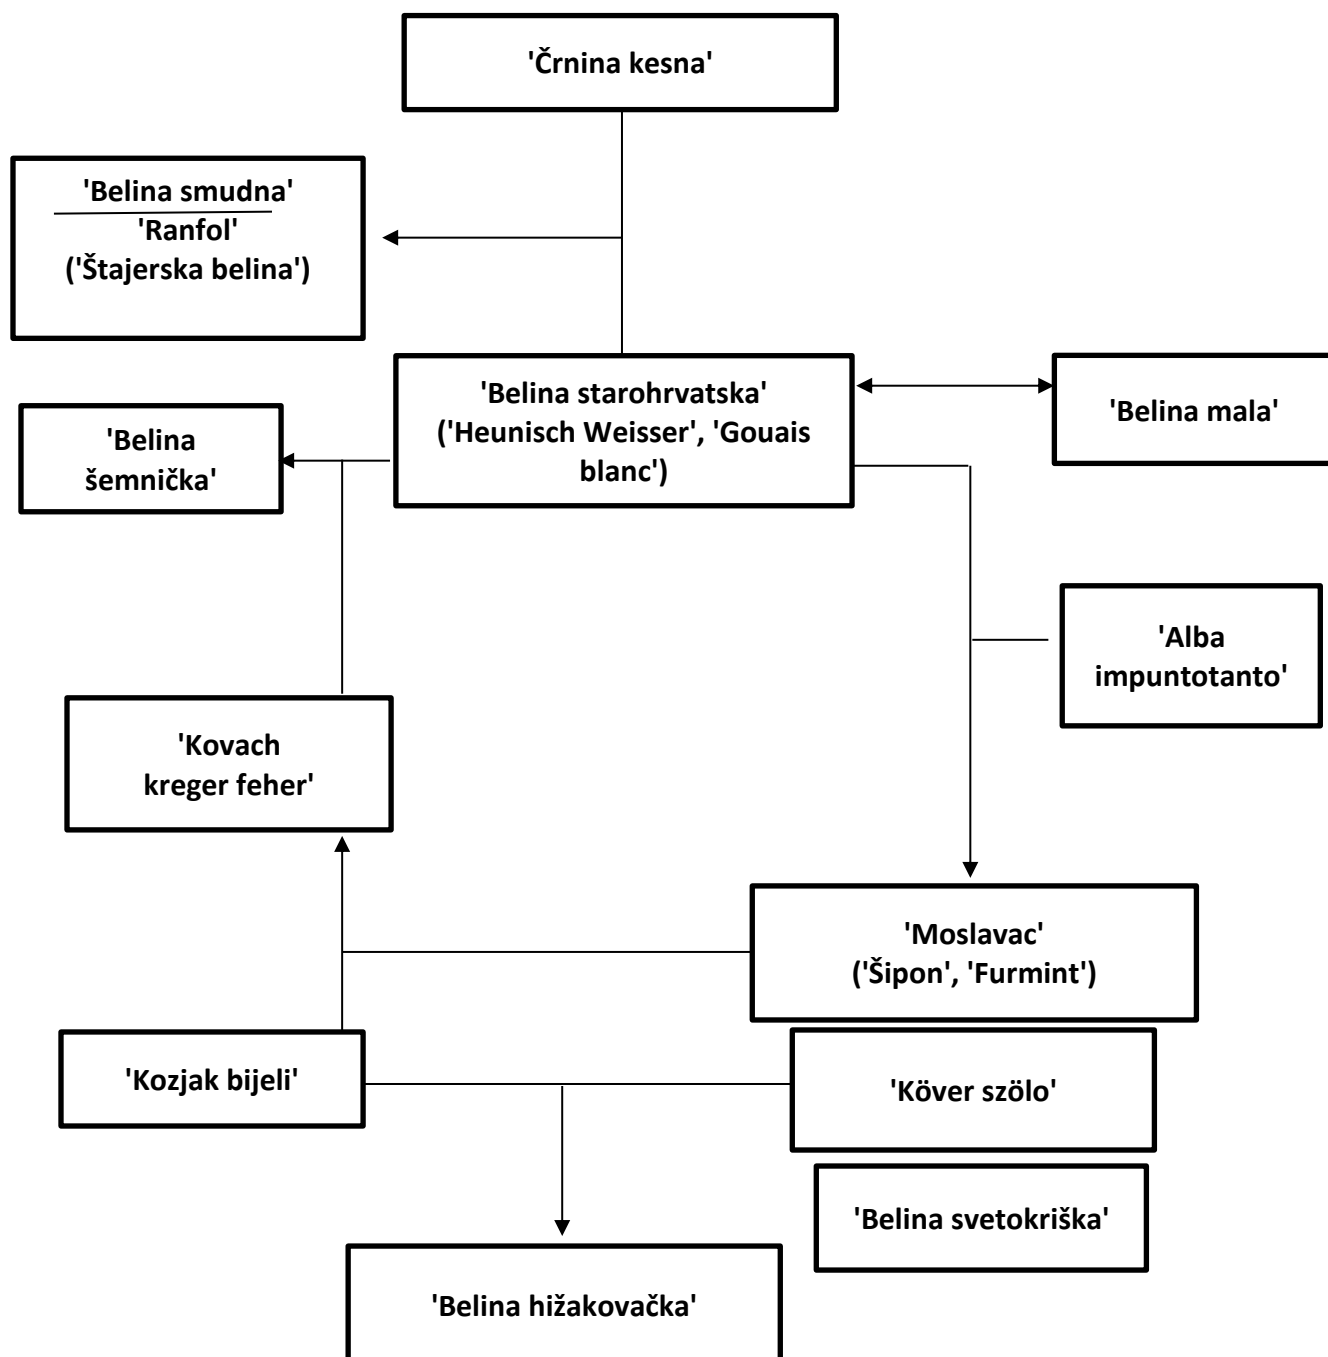 'Črnina kesna'
'Belina smudna'
'Ranfol'
('Štajerska belina')
'Belina starohrvatska'
('Heunisch Weisser', 'Gouais
blanc')
'Belina mala'
'Belina
šemnička'
'Alba
impuntotanto'
'Kovach
kreger feher'
'Moslavac'
('Šipon', 'Furmint')
'Kozjak bijeli'
'Köver szölo'
'Belina svetokriška'
'Belina hižakovačka'